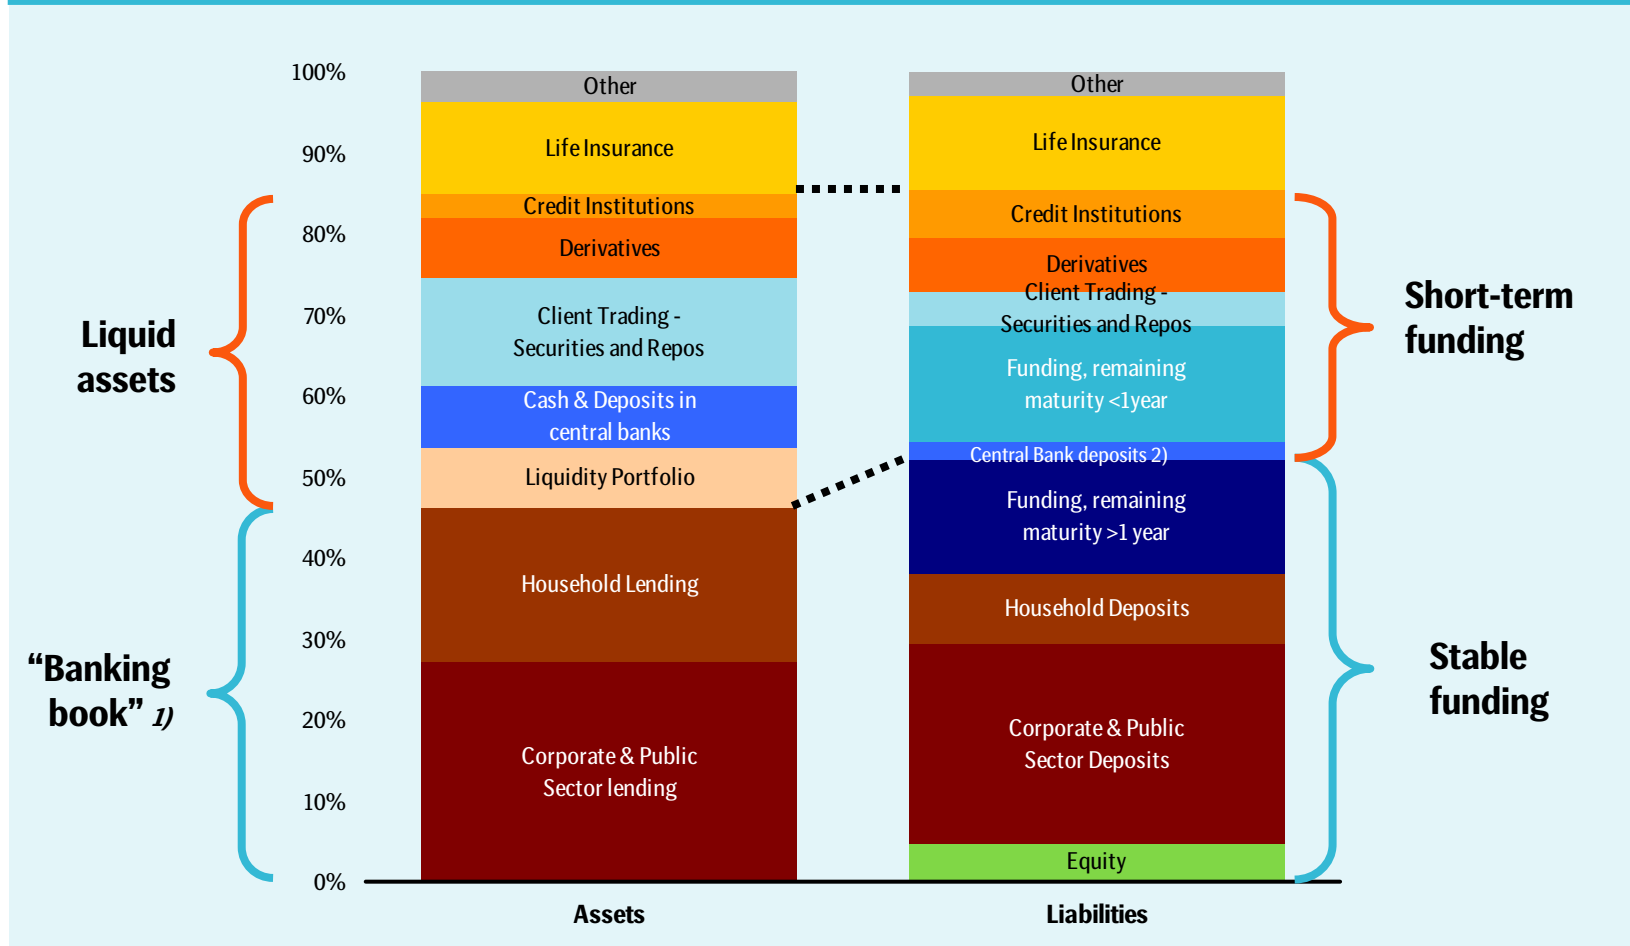 100%
90%
80%
70%
60%
50%
40%
30%
20%
10%
0%
Liquid
assets
“Banking
book” 1)
Other
Life Insurance
Credit Institutions
Derivatives
Client Trading -
Securities and Repos
Cash & Deposits in
central banks
Liquidity Portfolio
Household Lending
Corporate & Public
Sector lending
Assets
Other
Life Insurance
Credit Institutions
Derivatives
Client Trading -
Securities and Repos
Funding, remaining
maturity <1year
Central Bank deposits 2)
Funding, remaining
maturity >1 year
Household Deposits
Corporate & Public
Sector Deposits
Equity
Liabilities
Short-term
funding
Stable
funding